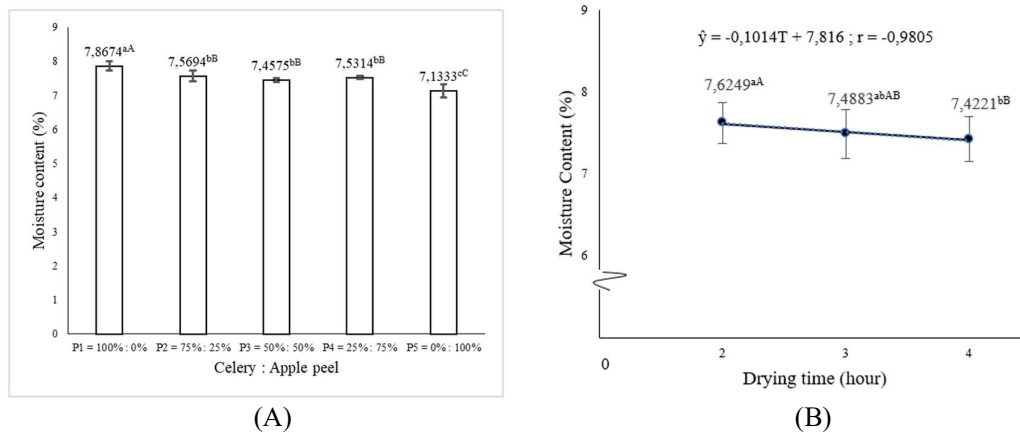 9
8
7
6
5
4
3
2
1
0
Moisture content (%)
7,8674aA
7,5694bB
7,4575bB
7,5314bB
7,1333cC
P1 = 100% : 0%
P2 = 75% : 25%
P3 = 50% : 50%
P4 = 25% : 75%
P5 = 0% : 100%
Celery : Apple peel
(A)
9
8
7
6
0
Moisture Content (%)
ŷ = -0,1014T + 7,816 ; r = -0,9805
7,6249aA
7,4883abAB
7,4221bB
2
3
4
Drying time (hour)
(B)